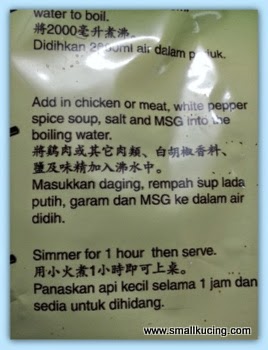 water to boil.
將2000毫升煮沸。
Didihkan 2000ml air dalam periuk.
Add in chicken or meat, white pepper
spice soup, salt and MSG into the
boiling water.
將鷄肉或其它肉類、白胡椒香料、
鹽及味精加入沸水中。
Masukkan daging, rempah sup lada
putih, garam dan MSG ke dalam air
didih.
Simmer for 1 hour then serve.
用小火煮1小時即可上桌。
Panaskan api kecil selama 1 jam dan
sedia untuk dihidang.
www.smallkucing.com